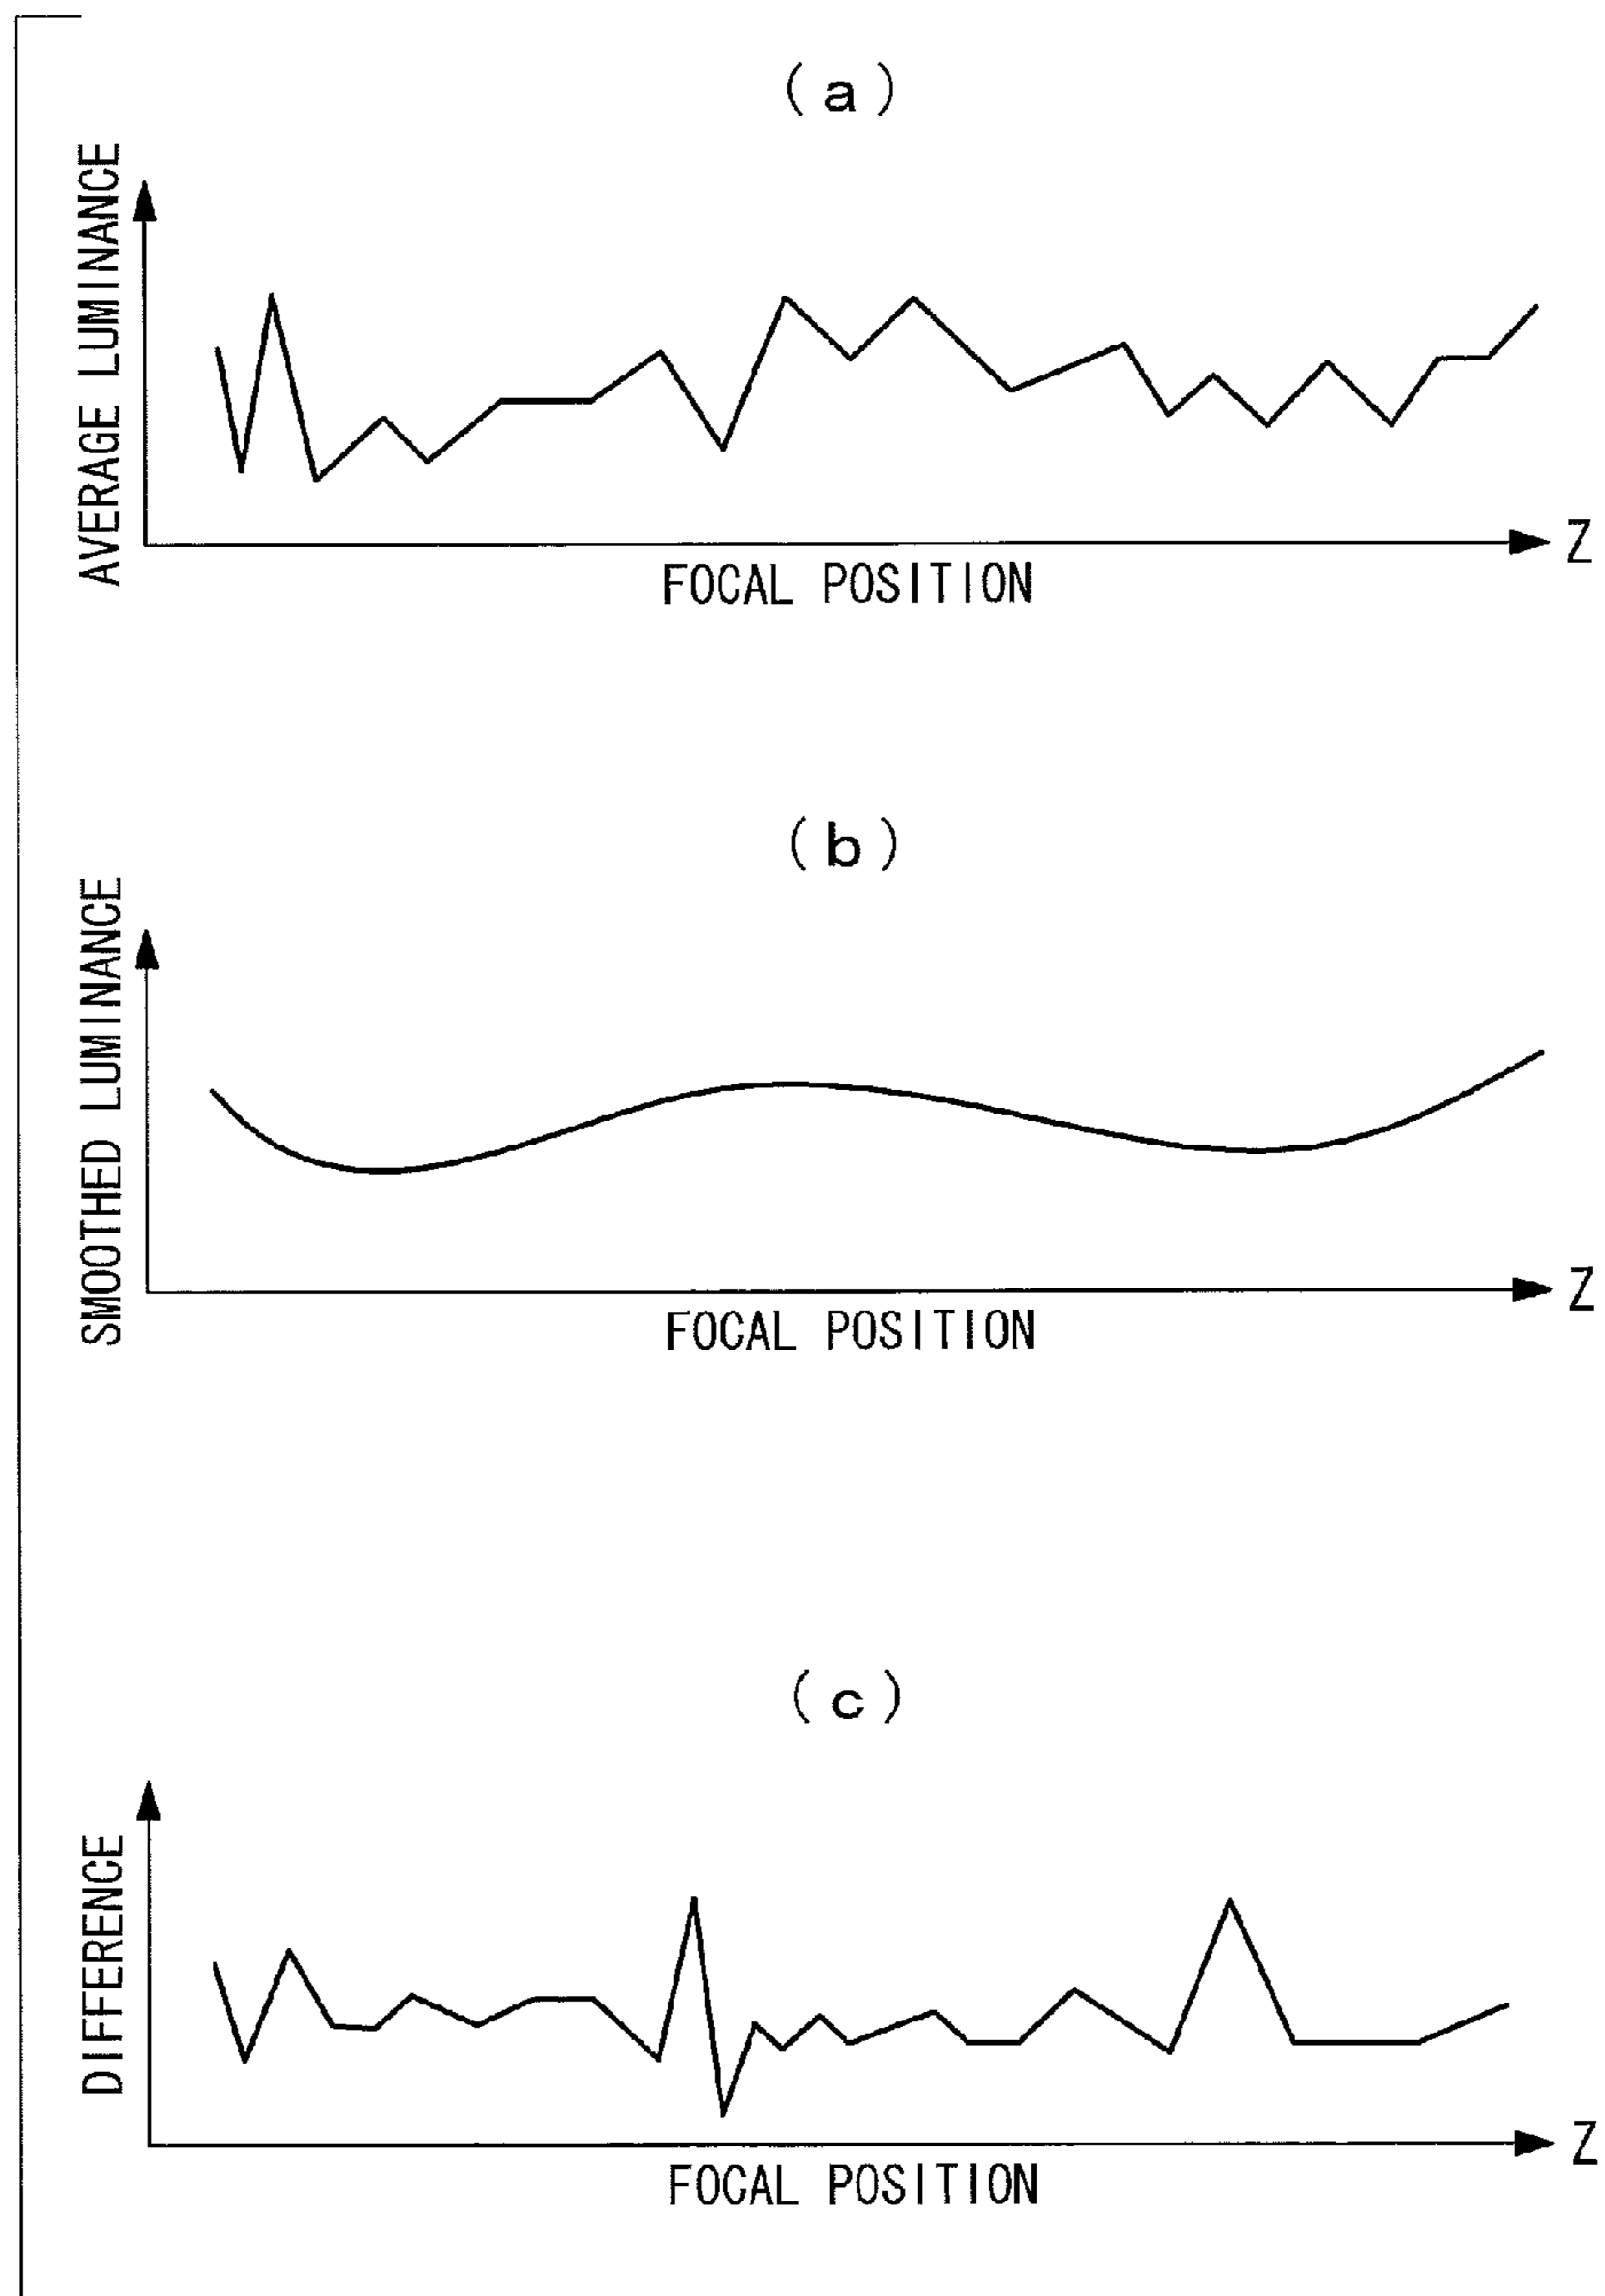 (a)
AVERAGE LUMINANCE
Z
FOCAL POSITION
(b)
SMOOTHED LUMINANCE
Z
FOCAL POSITION
(c)
DIFFERENCE
Z
FOCAL POSITION